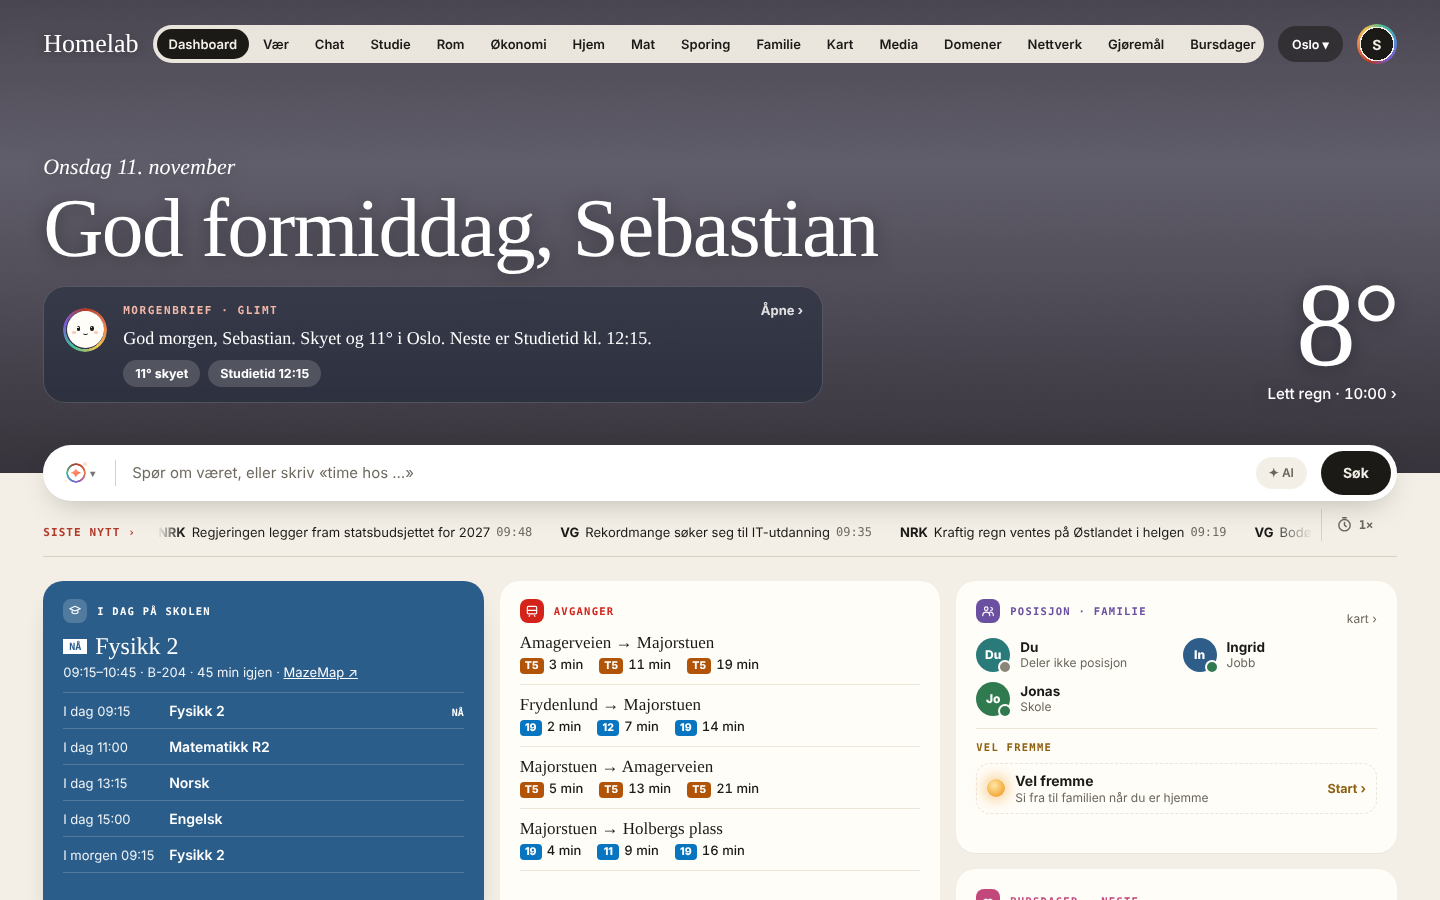 Homelab
Dashboard Vær Chat Studie Rom Økonomi Hjem Mat Sporing Familie Kart Media Domener Nettverk Gjøremål Bursdager
Oslo ▾
S
Onsdag 11. november
God formiddag, Sebastian
MORGENBRIEF · GLIMT
Åpne ›
God morgen, Sebastian. Skyet og 11° i Oslo. Neste er Studietid kl. 12:15.
11° skyet Studietid 12:15
8°
Lett regn · 10:00 ›
Spør om været, eller skriv «time hos …»
✦ AI
Søk
SISTE NYTT ›
NRK Regjeringen legger fram statsbudsjettet for 2027 09:48 VG Rekordmange søker seg til IT-utdanning 09:35 NRK Kraftig regn ventes på Østlandet i helgen 09:19 VG
1×
I DAG PÅ SKOLEN
NÅ Fysikk 2
09:15–10:45 · B-204 · 45 min igjen · MazeMap ↗
I dag 09:15 Fysikk 2 NÅ
I dag 11:00 Matematikk R2
I dag 13:15 Norsk
I dag 15:00 Engelsk
I morgen 09:15 Fysikk 2
AVGANGER
Amagerveien → Majorstuen
T5 3 min T5 11 min T5 19 min
Frydenlund → Majorstuen
19 2 min 12 7 min 19 14 min
Majorstuen → Amagerveien
T5 5 min T5 13 min T5 21 min
Majorstuen → Holbergs plass
19 4 min 11 9 min 19 16 min
POSISJON · FAMILIE
kart ›
Du Du
Deler ikke posisjon
In Ingrid
Jobb
Jo Jonas
Skole
VEL FREMME
Vel fremme
Si fra til familien når du er hjemme
Start ›